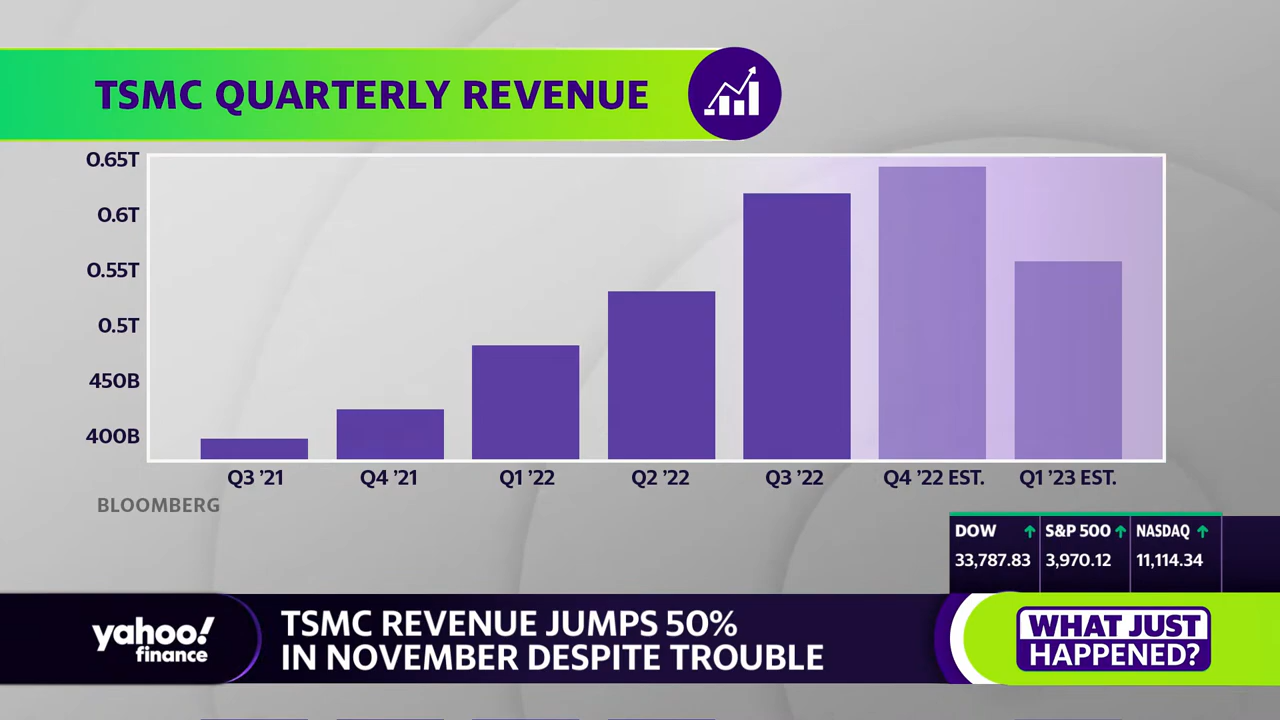 TSMC QUARTERLY REVENUE
0.65T
0.6T
0.55T
0.5T
450B
400B
Q3 ’21
Q4 ’21
Q1 ’22
Q2 ’22
Q3 ’22
Q4 ’22 EST.
Q1 ’23 EST.
BLOOMBERG
DOW
S&P 500
NASDAQ
33,787.83
3,970.12
11,114.34
yahoo!
finance
TSMC REVENUE JUMPS 50%
IN NOVEMBER DESPITE TROUBLE
WHAT JUST
HAPPENED?